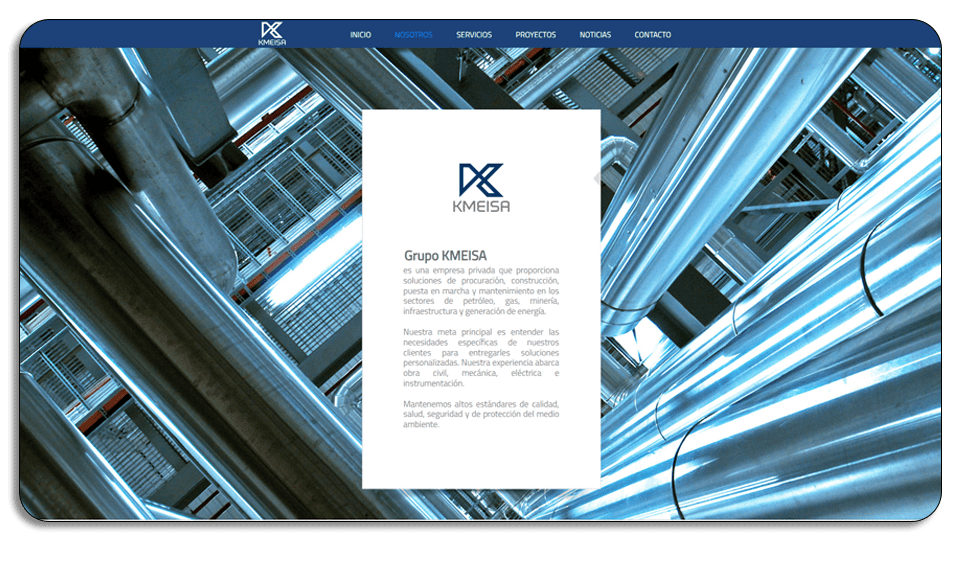 KMEISA
INICIO NOSOTROS SERVICIOS PROYECTOS NOTICIAS CONTACTO
KMEISA
Grupo KMEISA
es una empresa privada que proporciona
soluciones de procuración, construcción,
puesta en marcha y mantenimiento en los
sectores de petróleo, gas, minería,
infraestructura y generación de energía.
Nuestra meta principal es entender las
necesidades específicas de nuestros
clientes para entregarles soluciones
personalizadas. Nuestra experiencia abarca
obra civil, mecánica, eléctrica e
instrumentación.
Mantenemos altos estándares de calidad,
salud, seguridad y de protección del medio
ambiente.